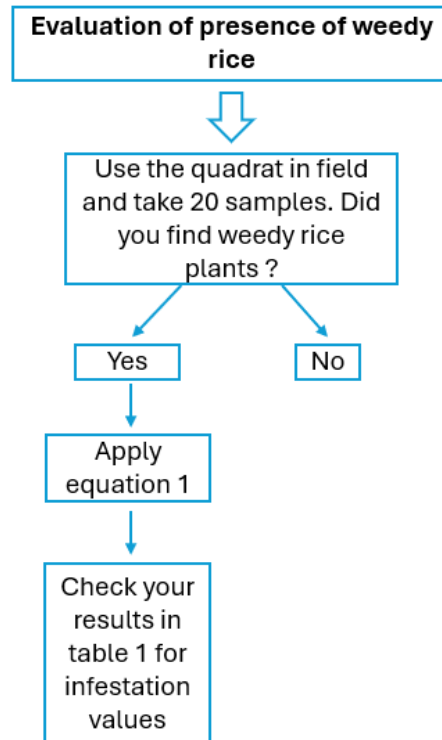 Evaluation of presence of weedy
rice
Use the quadrat in field
and take 20 samples. Did
you find weedy rice
plants ?
Yes
No
Apply
equation 1
Check your
results in
table 1 for
infestation
values